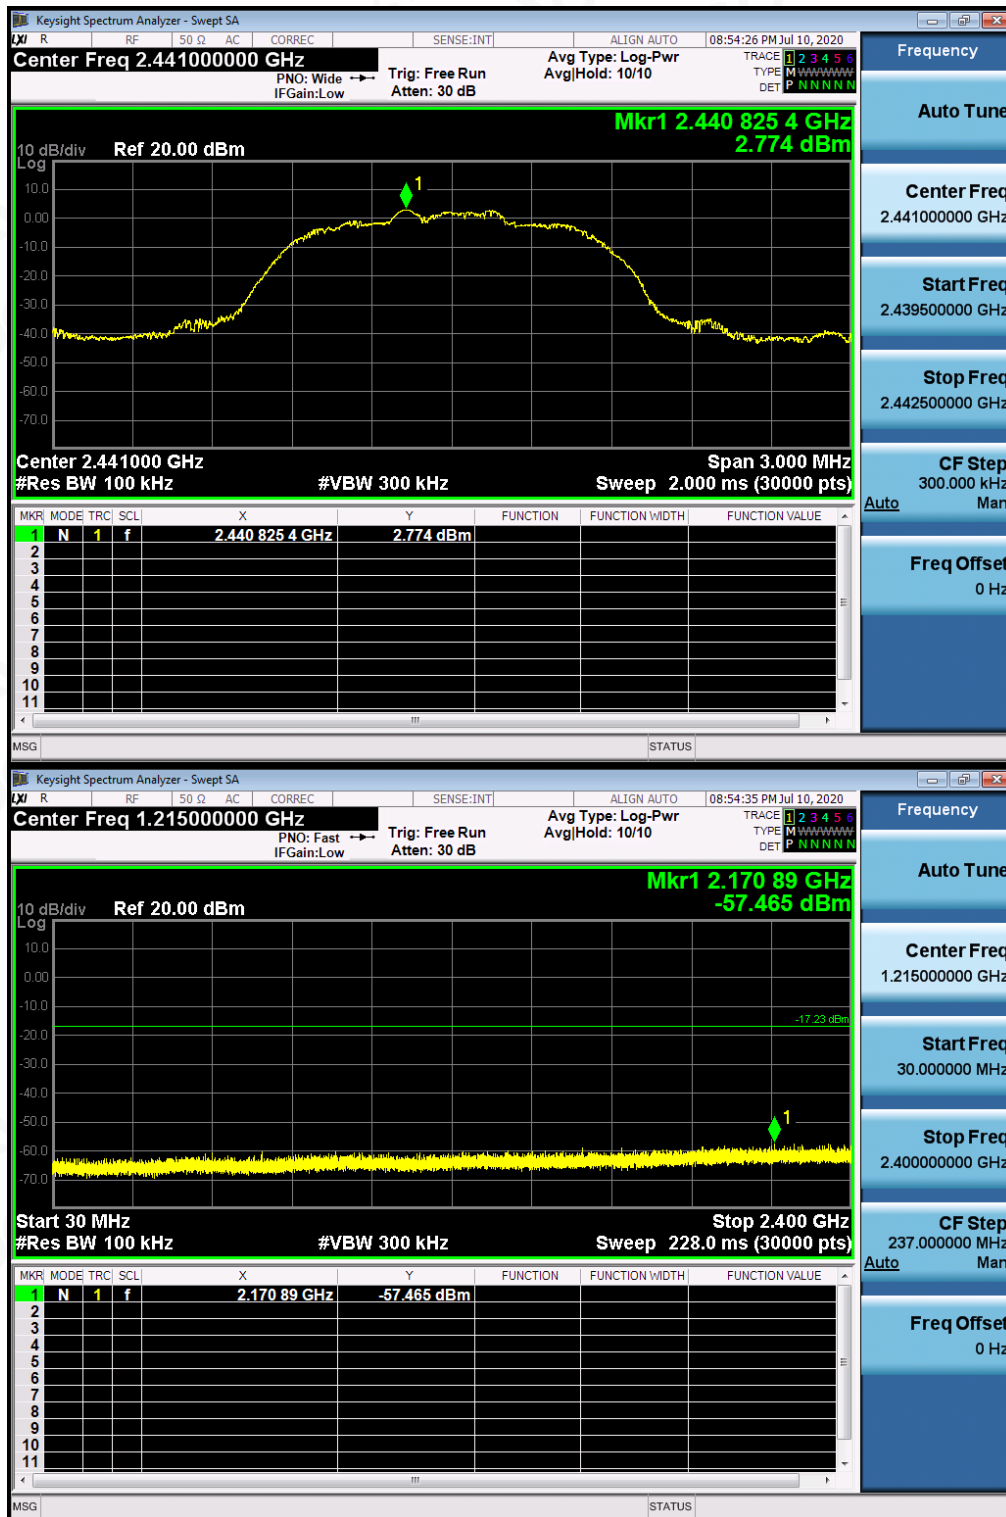 Keysight Spectrum Analyzer - Swept SA
LXI R RF 50 Ω AC CORREC SENSE:INT ALIGN AUTO 08:54:26 PM Jul 10, 2020
Center Freq 2.441000000 GHz
PNO: Wide
IFGain:Low
Trig: Free Run
Atten: 30 dB
Avg Type: Log-Pwr
Avg|Hold: 10/10
TRACE 1 2 3 4 5 6
TYPE M WWWWW
DET P N N N N N
Mkr1 2.440 825 4 GHz
2.774 dBm
10 dB/div Ref 20.00 dBm
Log
10.0
1
0.00
-10.0
-20.0
-30.0
-40.0
-50.0
-60.0
-70.0
Center 2.441000 GHz Span 3.000 MHz
#Res BW 100 kHz #VBW 300 kHz Sweep 2.000 ms (30000 pts)
MKR MODE TRC SCL X Y FUNCTION FUNCTION WIDTH FUNCTION VALUE
1 N 1 f 2.440 825 4 GHz 2.774 dBm
2
3
4
5
6
7
8
9
10
11
MSG STATUS
Frequency
Auto Tune
Center Freq
2.441000000 GHz
Start Freq
2.439500000 GHz
Stop Freq
2.442500000 GHz
CF Step
300.000 kHz
Auto Man
Freq Offset
0 Hz
Keysight Spectrum Analyzer - Swept SA
LXI R RF 50 Ω AC CORREC SENSE:INT ALIGN AUTO 08:54:35 PM Jul 10, 2020
Center Freq 1.215000000 GHz
PNO: Fast
IFGain:Low
Trig: Free Run
Atten: 30 dB
Avg Type: Log-Pwr
Avg|Hold: 10/10
TRACE 1 2 3 4 5 6
TYPE M WWWWW
DET P N N N N N
Mkr1 2.170 89 GHz
-57.465 dBm
10 dB/div Ref 20.00 dBm
Log
10.0
0.00
-10.0
-17.23 dBm
-20.0
-30.0
-40.0
-50.0
1
-60.0
-70.0
Start 30 MHz Stop 2.400 GHz
#Res BW 100 kHz #VBW 300 kHz Sweep 228.0 ms (30000 pts)
MKR MODE TRC SCL X Y FUNCTION FUNCTION WIDTH FUNCTION VALUE
1 N 1 f 2.170 89 GHz -57.465 dBm
2
3
4
5
6
7
8
9
10
11
MSG STATUS
Frequency
Auto Tune
Center Freq
1.215000000 GHz
Start Freq
30.000000 MHz
Stop Freq
2.400000000 GHz
CF Step
237.000000 MHz
Auto Man
Freq Offset
0 Hz